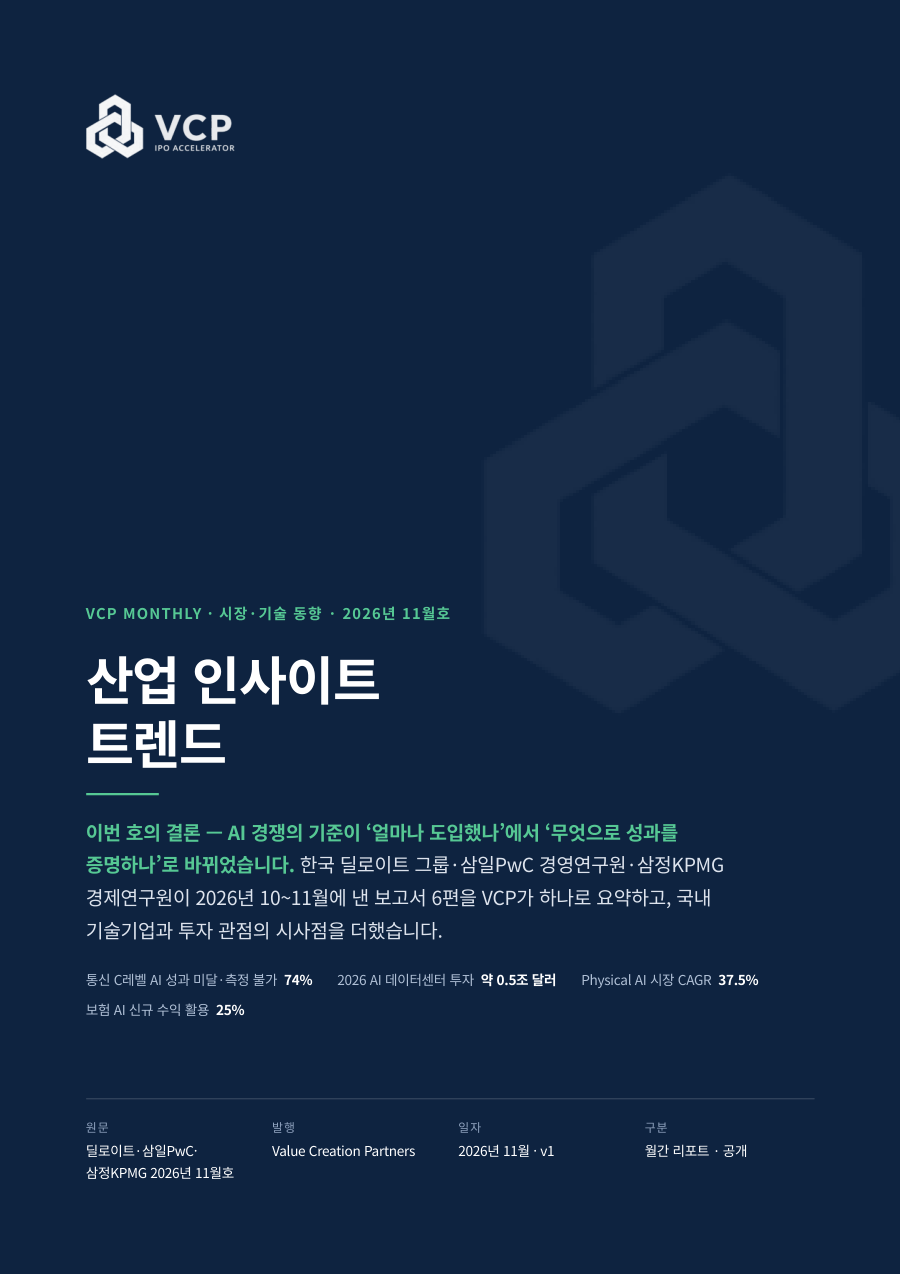 VCP
IPO ACCELERATOR
VCP MONTHLY · 시장·기술 동향 · 2026년 11월호
산업 인사이트
트렌드
이번 호의 결론 — AI 경쟁의 기준이 ‘얼마나 도입했나’에서 ‘무엇으로 성과를
증명하나’로 바뀌었습니다. 한국 딜로이트 그룹·삼일PwC 경영연구원·삼정KPMG
경제연구원이 2026년 10~11월에 낸 보고서 6편을 VCP가 하나로 요약하고, 국내
기술기업과 투자 관점의 시사점을 더했습니다.
통신 C레벨 AI 성과 미달·측정 불가 74% 2026 AI 데이터센터 투자 약 0.5조 달러 Physical AI 시장 CAGR 37.5%
보험 AI 신규 수익 활용 25%
원문 발행 일자 구분
딜로이트·삼일PwC· Value Creation Partners 2026년 11월 · v1 월간 리포트 · 공개
삼정KPMG 2026년 11월호